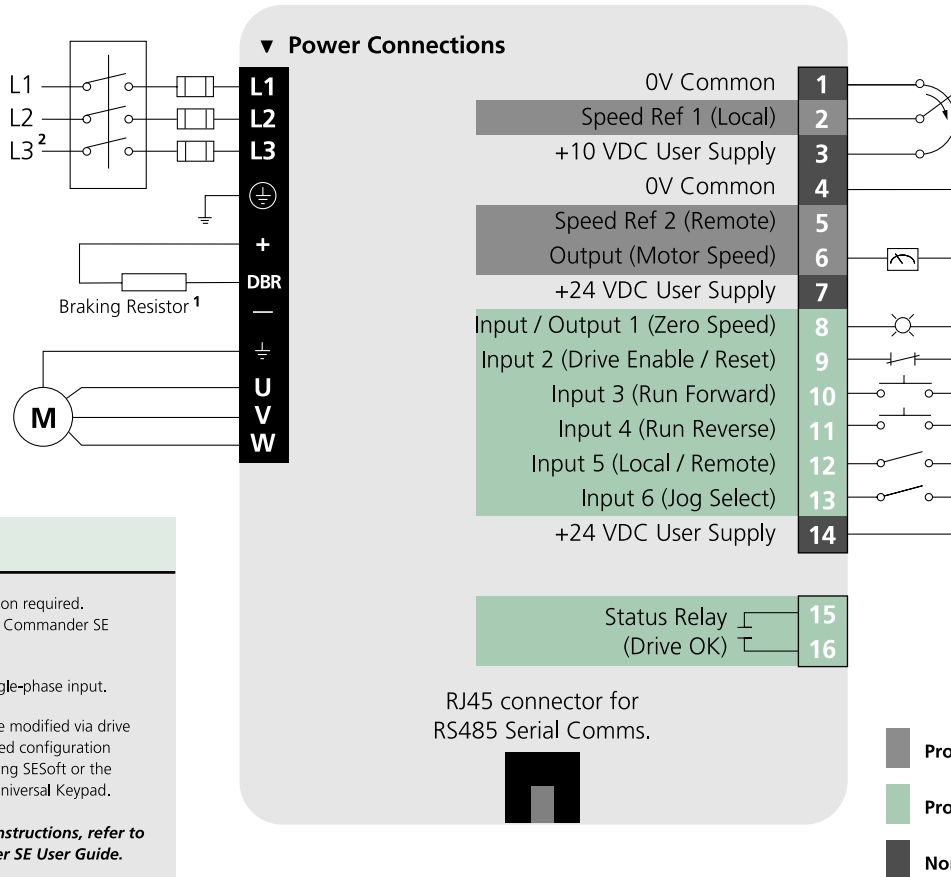 ▼ Power Connections
L1
L2
L3 2
L1
L2
L3
+
DBR
—
Braking Resistor 1
M
U
V
W
0V Common 1
Speed Ref 1 (Local) 2
+10 VDC User Supply 3
0V Common 4
Speed Ref 2 (Remote) 5
Output (Motor Speed) 6
+24 VDC User Supply 7
Input / Output 1 (Zero Speed) 8
Input 2 (Drive Enable / Reset) 9
Input 3 (Run Forward) 10
Input 4 (Run Reverse) 11
Input 5 (Local / Remote) 12
Input 6 (Jog Select) 13
+24 VDC User Supply 14
Status Relay 15
(Drive OK) 16
RJ45 connector for
RS485 Serial Comms.
on required.
Commander SE
gle-phase input.
e modified via drive
ed configuration
ing SESoft or the
niversal Keypad.
nstructions, refer to
er SE User Guide.
Pro
Pro
Non